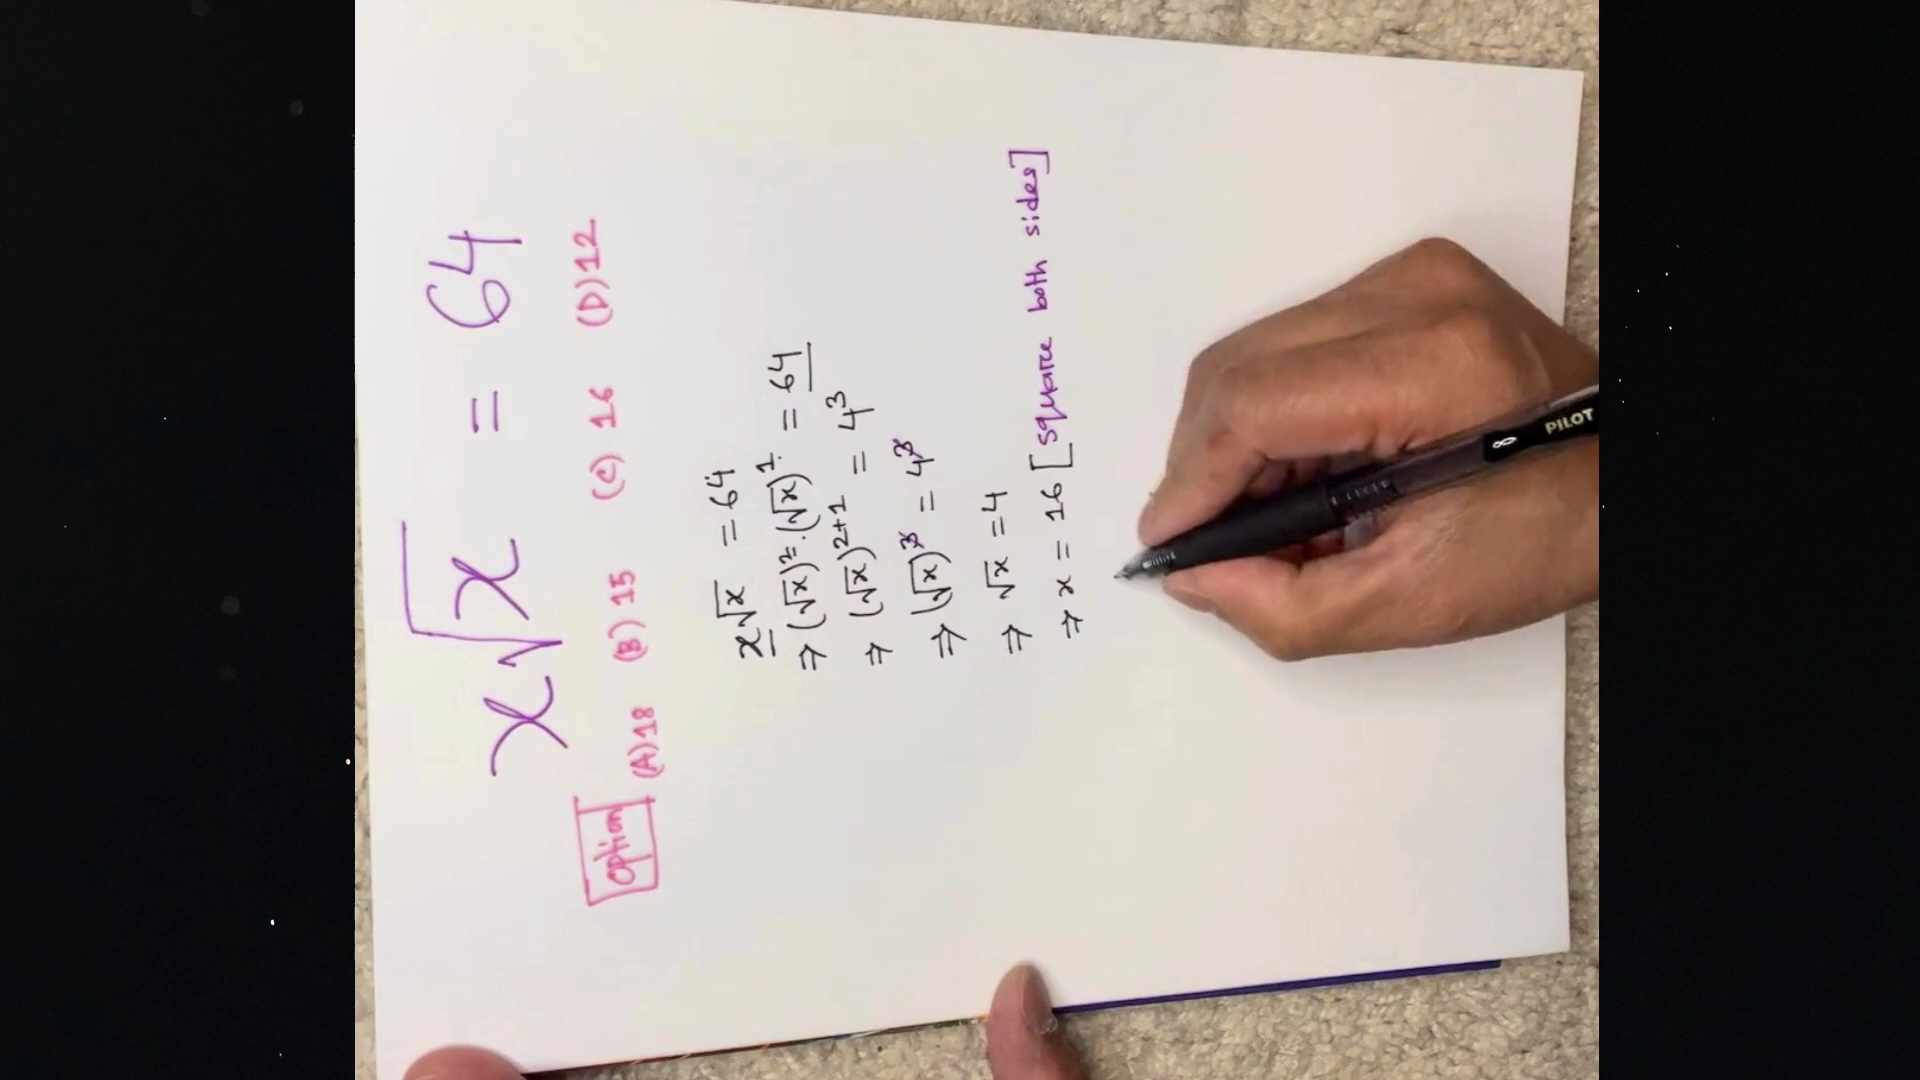 x√x = 64
Option (A) 18 (B) 15 (C) 16 (D) 12
x√x = 64
⇒ (√x)² · (√x)¹ = 64
⇒ (√x)²⁺¹ = 4³
⇒ (√x)³ = 4³
⇒ √x = 4
⇒ x = 16 [square both sides]
PILOT